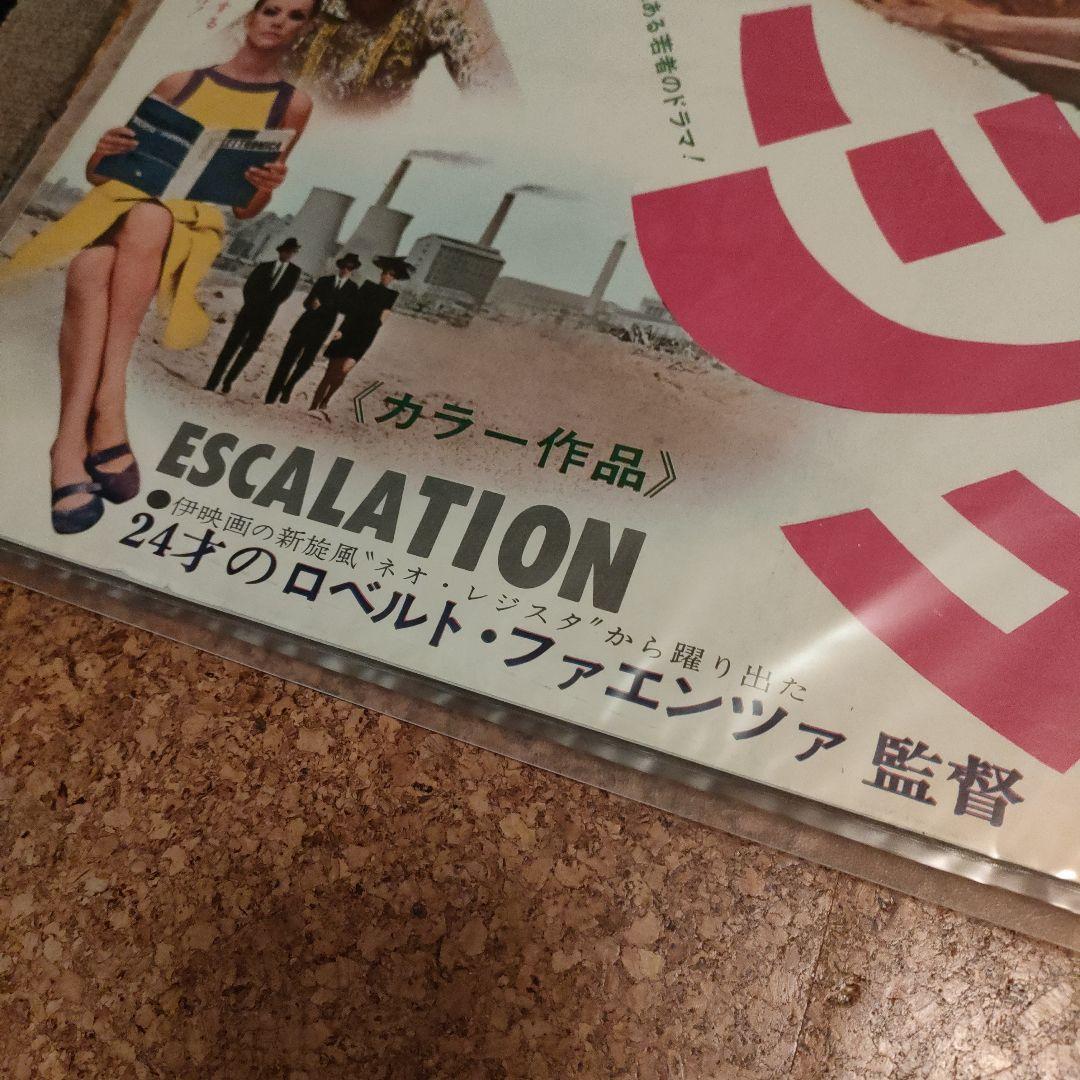 ある若者のドラマ!
《カラー作品》
ESCALATION
●伊映画の新旋風〝ネオ・レジスタ〟から躍り出た
24才のロベルト・ファエンツァ監督